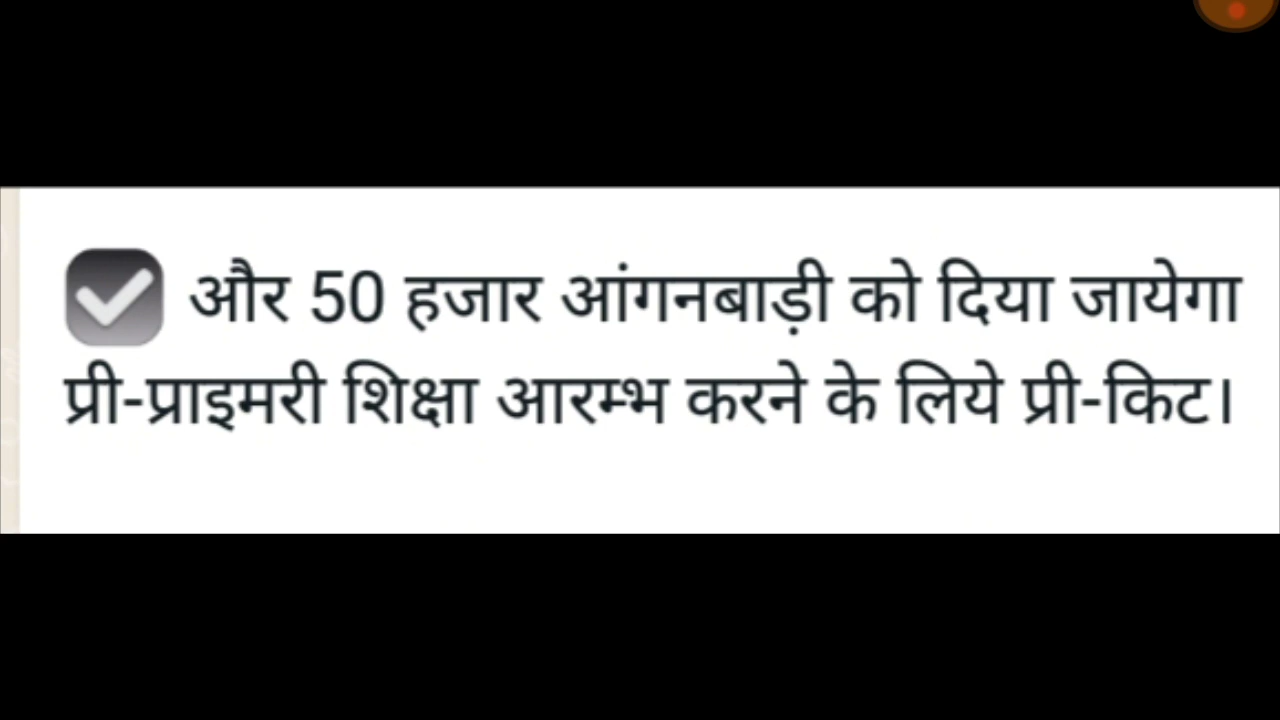 और 50 हजार आंगनबाड़ी को दिया जायेगा
प्री-प्राइमरी शिक्षा आरम्भ करने के लिये प्री-किट।